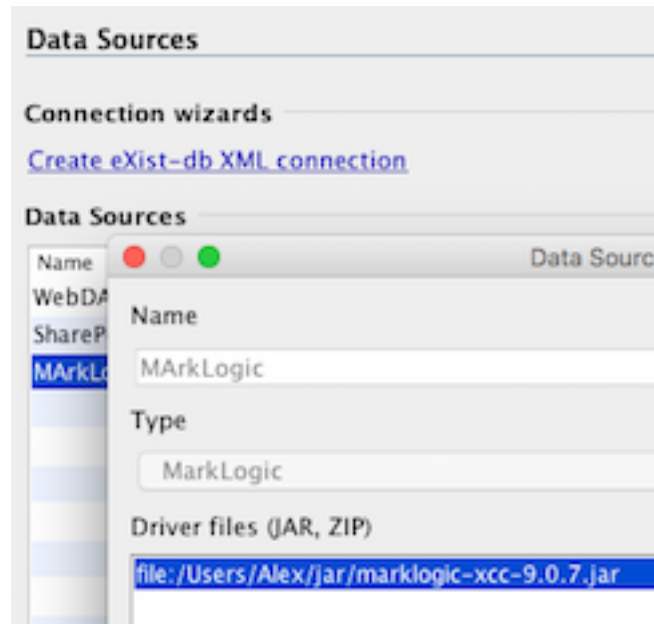 Data Sources
Connection wizards
Create eXist-db XML connection
Data Sources
Name
Data Sourc
WebDA
Name
ShareP
MArkLogic
MArkLo
Type
MarkLogic
Driver files (JAR, ZIP)
file:/Users/Alex/jar/marklogic-xcc-9.0.7.jar